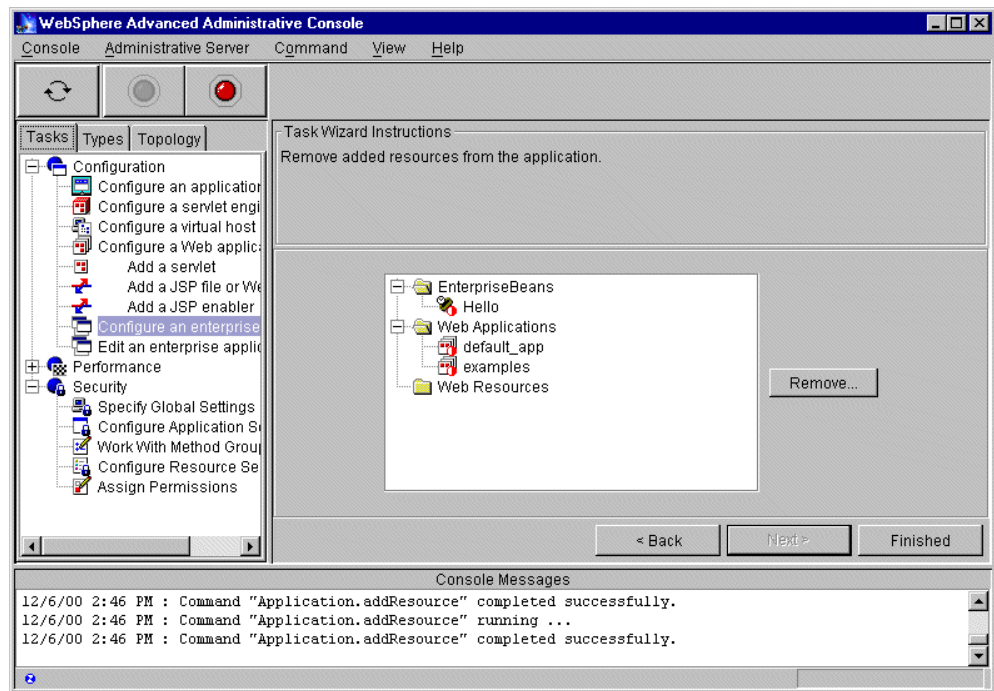 WebSphere Advanced Administrative Console
Console Administrative Server Command View Help
Tasks Types Topology
Configuration
Configure an application
Configure a servlet engi
Configure a virtual host
Configure a Web applic
Add a servlet
Add a JSP file or We
Add a JSP enabler
Configure an enterprise
Edit an enterprise applic
Performance
Security
Specify Global Settings
Configure Application S
Work With Method Grou
Configure Resource Se
Assign Permissions
Task Wizard Instructions
Remove added resources from the application.
EnterpriseBeans
Hello
Web Applications
default_app
examples
Web Resources
Remove...
< Back
Next >
Finished
Console Messages
12/6/00 2:46 PM : Command "Application.addResource" completed successfully.
12/6/00 2:46 PM : Command "Application.addResource" running ...
12/6/00 2:46 PM : Command "Application.addResource" completed successfully.